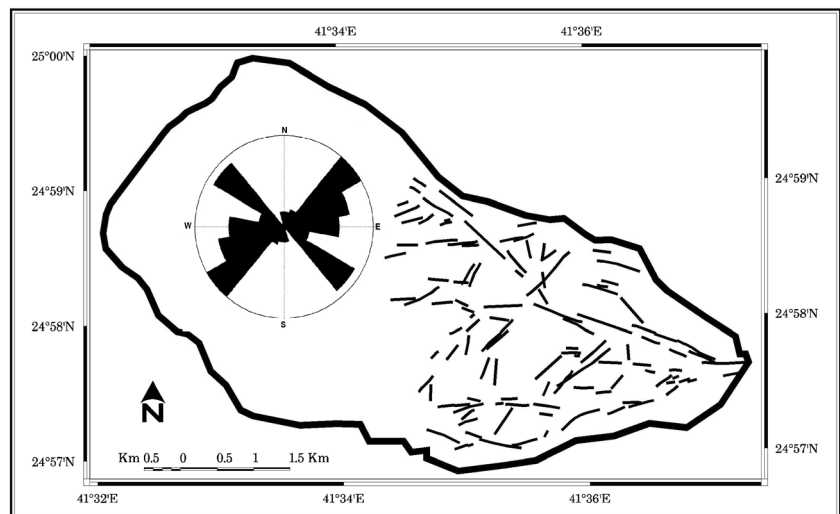 41°34'E 41°36'E
25°00'N
N
24°59'N 24°59'N
W E
24°58'N 24°58'N
S
N
24°57'N 24°57'N
Km 0.5 0 0.5 1 1.5 Km
41°32'E 41°34'E 41°36'E